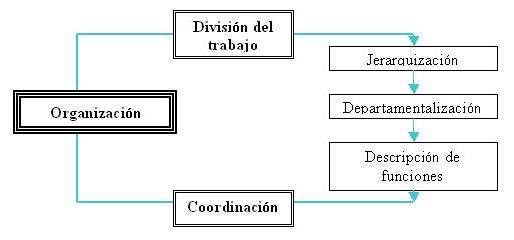 División del
trabajo
Jerarquización
Departamentalización
Organización
Descripción de
funciones
Coordinación